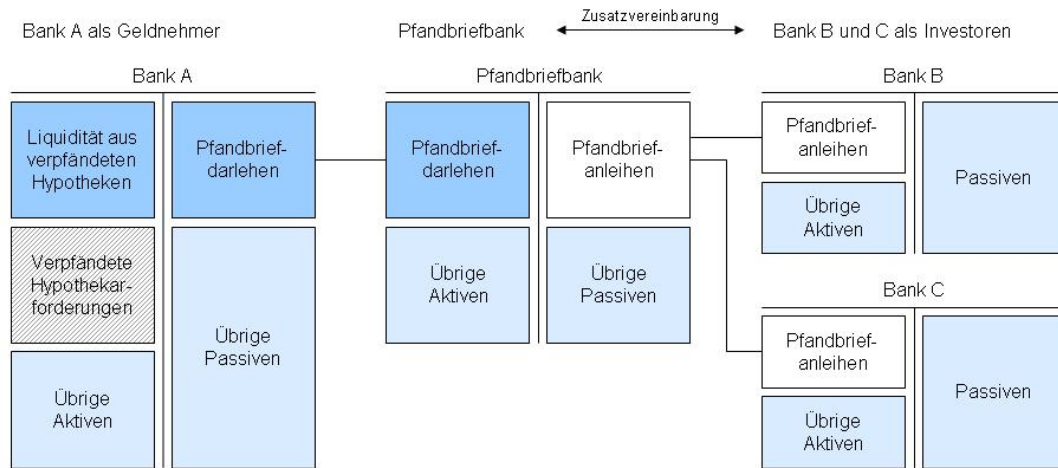 Zusatzvereinbarung
Bank A als Geldnehmer
Pfandbriefbank
Bank B und C als Investoren
Bank A
Pfandbriefbank
Bank B
Liquidität aus
verpfändeten
Hypotheken
Pfandbrief-
darlehen
Verpfändete
Hypothekar-
forderungen
Übrige
Passiven
Übrige
Aktiven
Pfandbrief-
darlehen
Pfandbrief-
anleihen
Übrige
Aktiven
Übrige
Passiven
Pfandbrief-
anleihen
Passiven
Übrige
Aktiven
Bank C
Pfandbrief-
anleihen
Passiven
Übrige
Aktiven